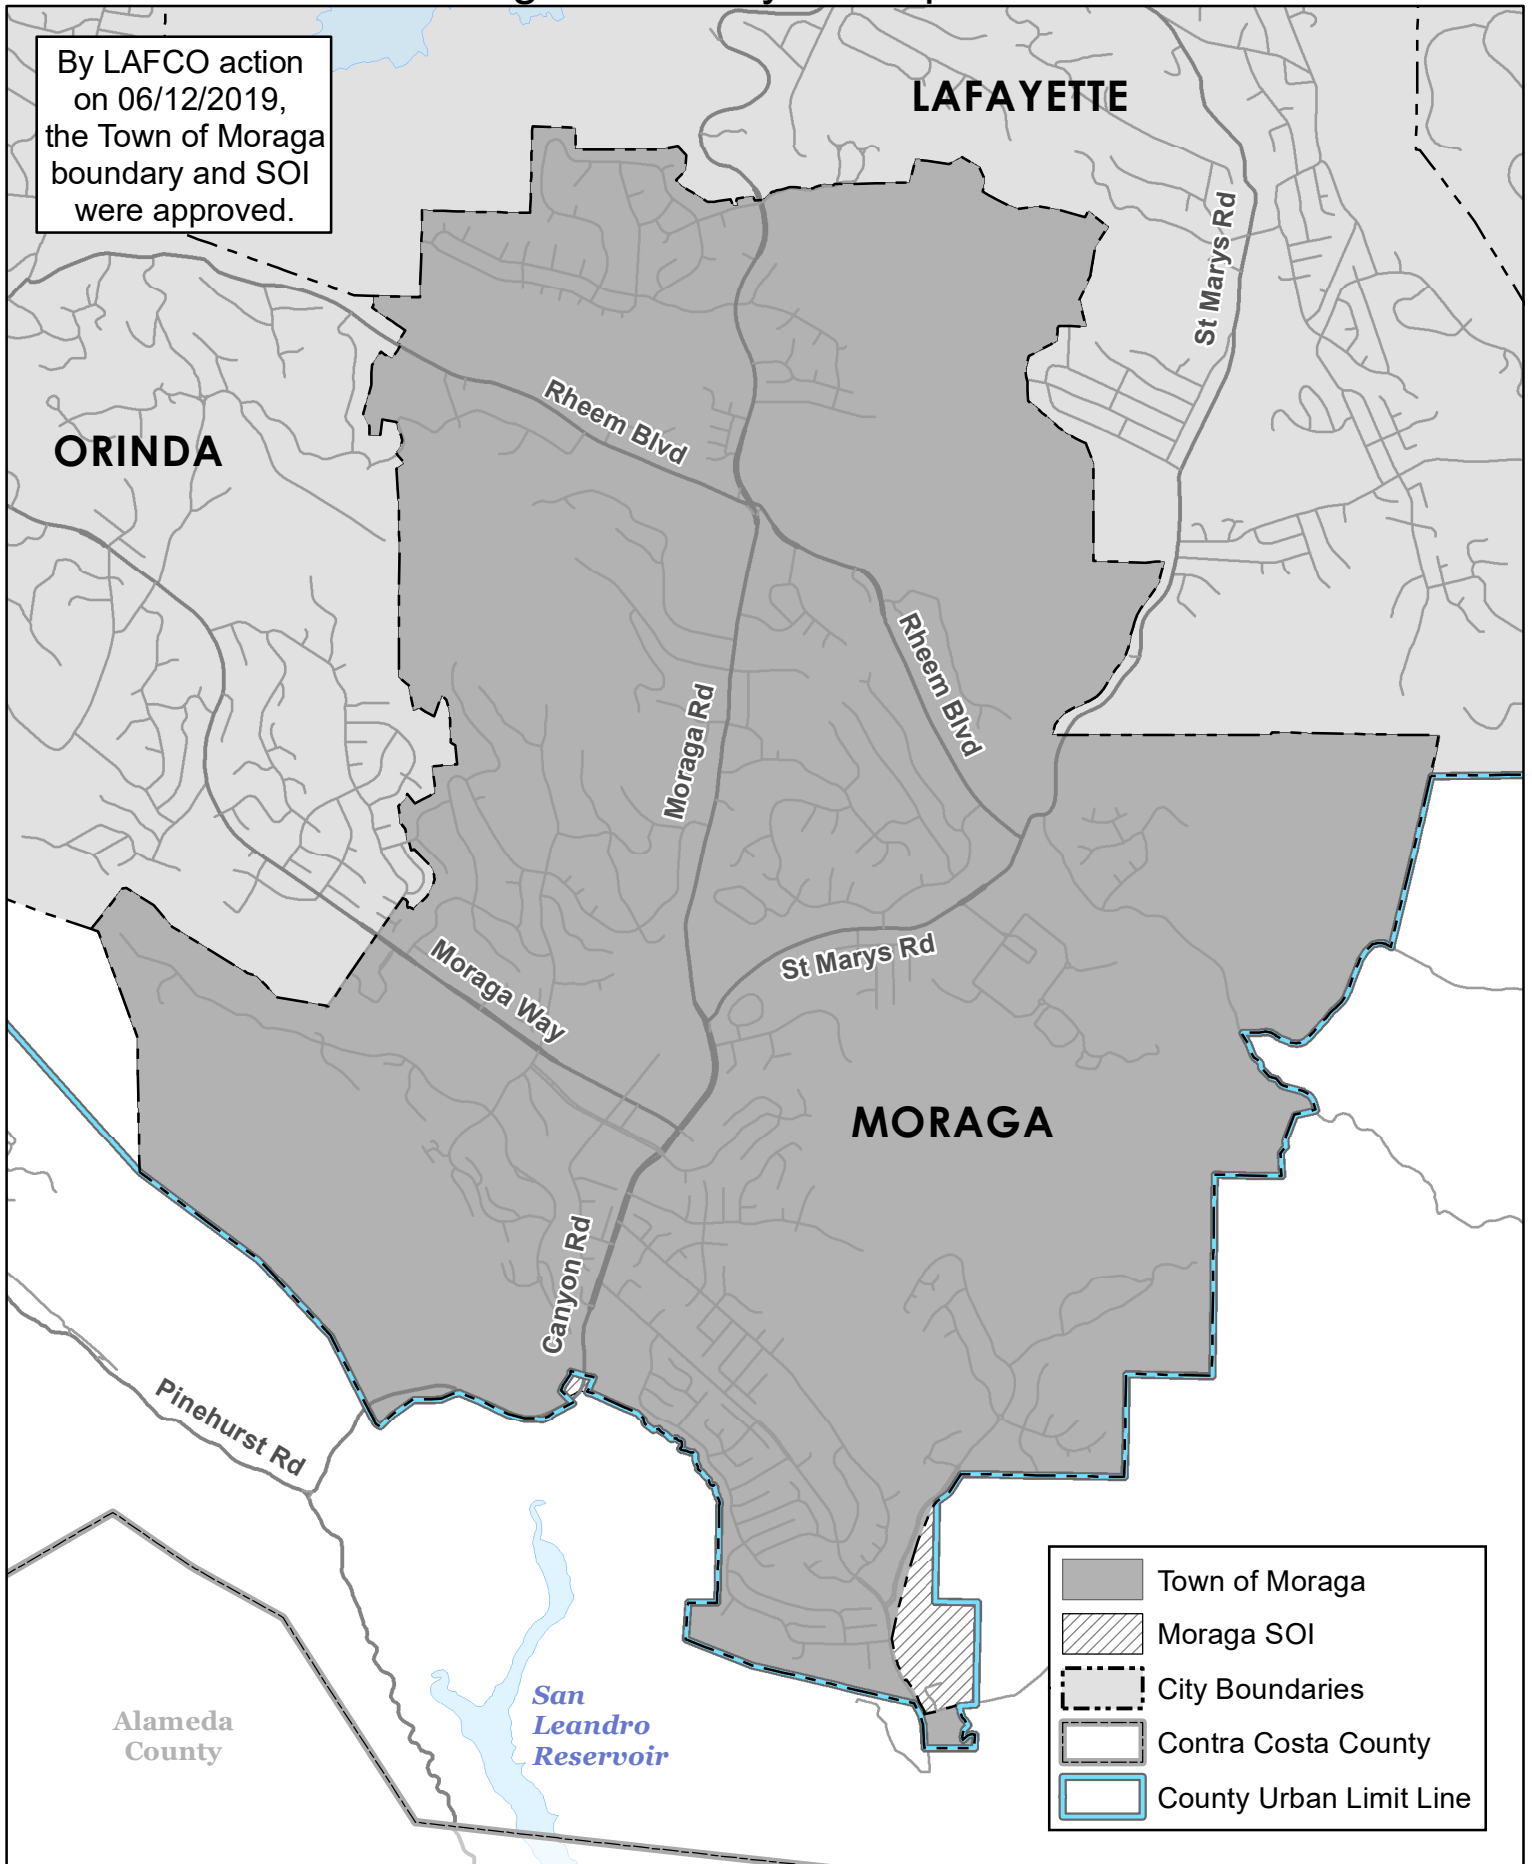 By LAFCO action
on 06/12/2019,
the Town of Moraga
boundary and SOI
were approved.
LAFAYETTE
St Marys Rd
Rheem Blvd
ORINDA
Rheem Blvd
Moraga Rd
St Marys Rd
Moraga Way
MORAGA
Canyon Rd
Pinehurst Rd
San
Leandro
Reservoir
Alameda
County
Town of Moraga
Moraga SOI
City Boundaries
Contra Costa County
County Urban Limit Line